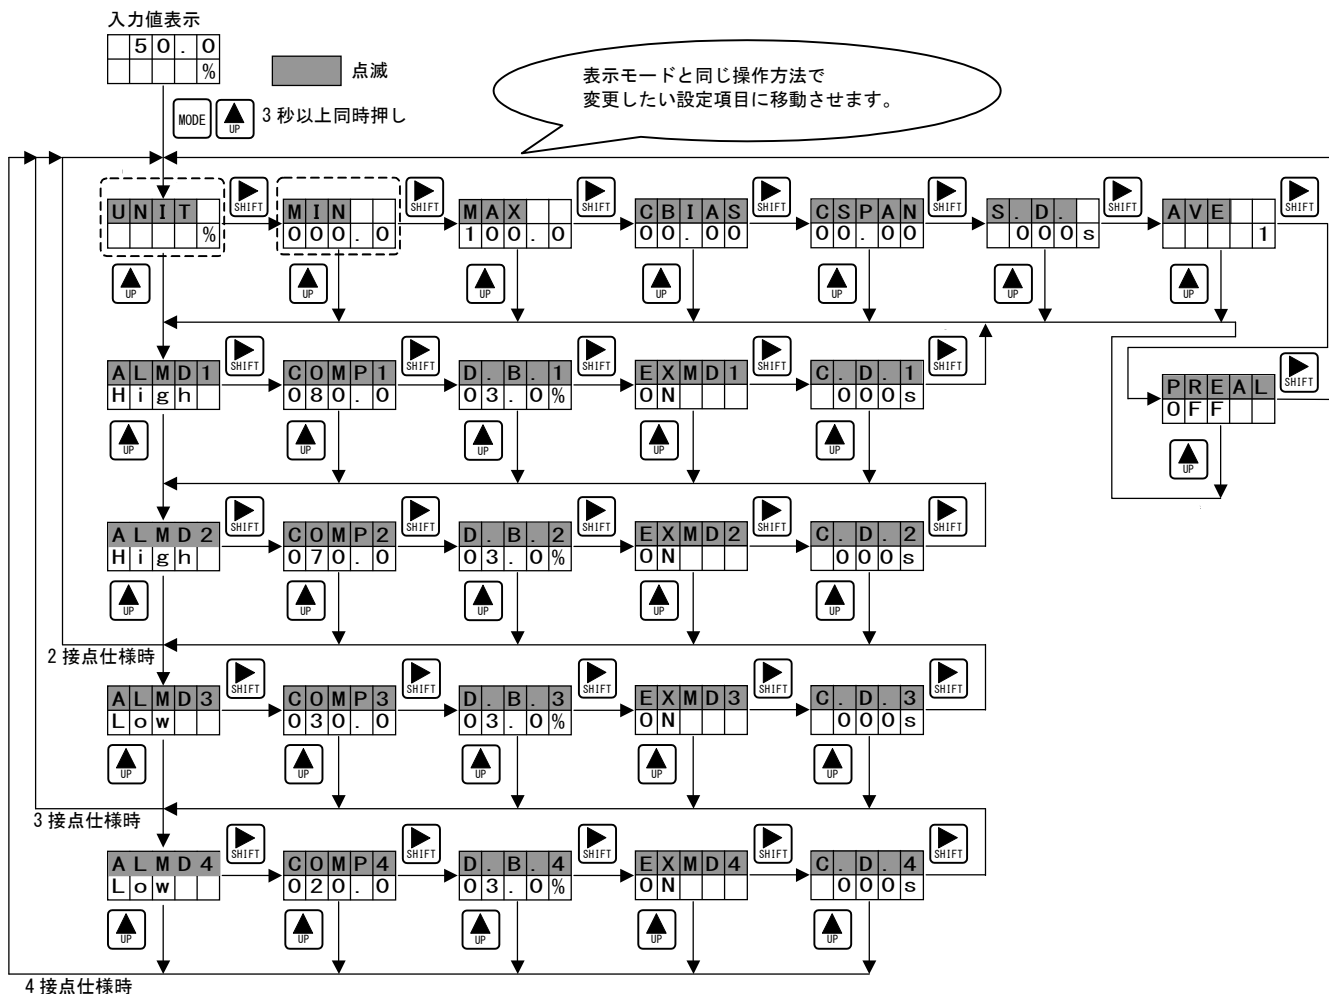 入力値表示
50.0
%
点滅
表示モードと同じ操作方法で
変更したい設定項目に移動させます。
MODE UP 3秒以上同時押し
UNIT SHIFT MIN SHIFT MAX SHIFT CBIAS SHIFT CSPAN SHIFT S.D. SHIFT AVE SHIFT
% 000.0 100.0 00.00 00.00 000s 1
UP UP UP UP UP UP UP
ALMD1 SHIFT COMP1 SHIFT D.B.1 SHIFT EXMD1 SHIFT C.D.1 SHIFT PREAL SHIFT
High 080.0 03.0% ON 000s OFF
UP UP UP UP UP UP
ALMD2 SHIFT COMP2 SHIFT D.B.2 SHIFT EXMD2 SHIFT C.D.2 SHIFT
High 070.0 03.0% ON 000s
UP UP UP UP UP
2接点仕様時
ALMD3 SHIFT COMP3 SHIFT D.B.3 SHIFT EXMD3 SHIFT C.D.3 SHIFT
Low 030.0 03.0% ON 000s
UP UP UP UP UP
3接点仕様時
ALMD4 SHIFT COMP4 SHIFT D.B.4 SHIFT EXMD4 SHIFT C.D.4 SHIFT
Low 020.0 03.0% ON 000s
UP UP UP UP UP
4接点仕様時